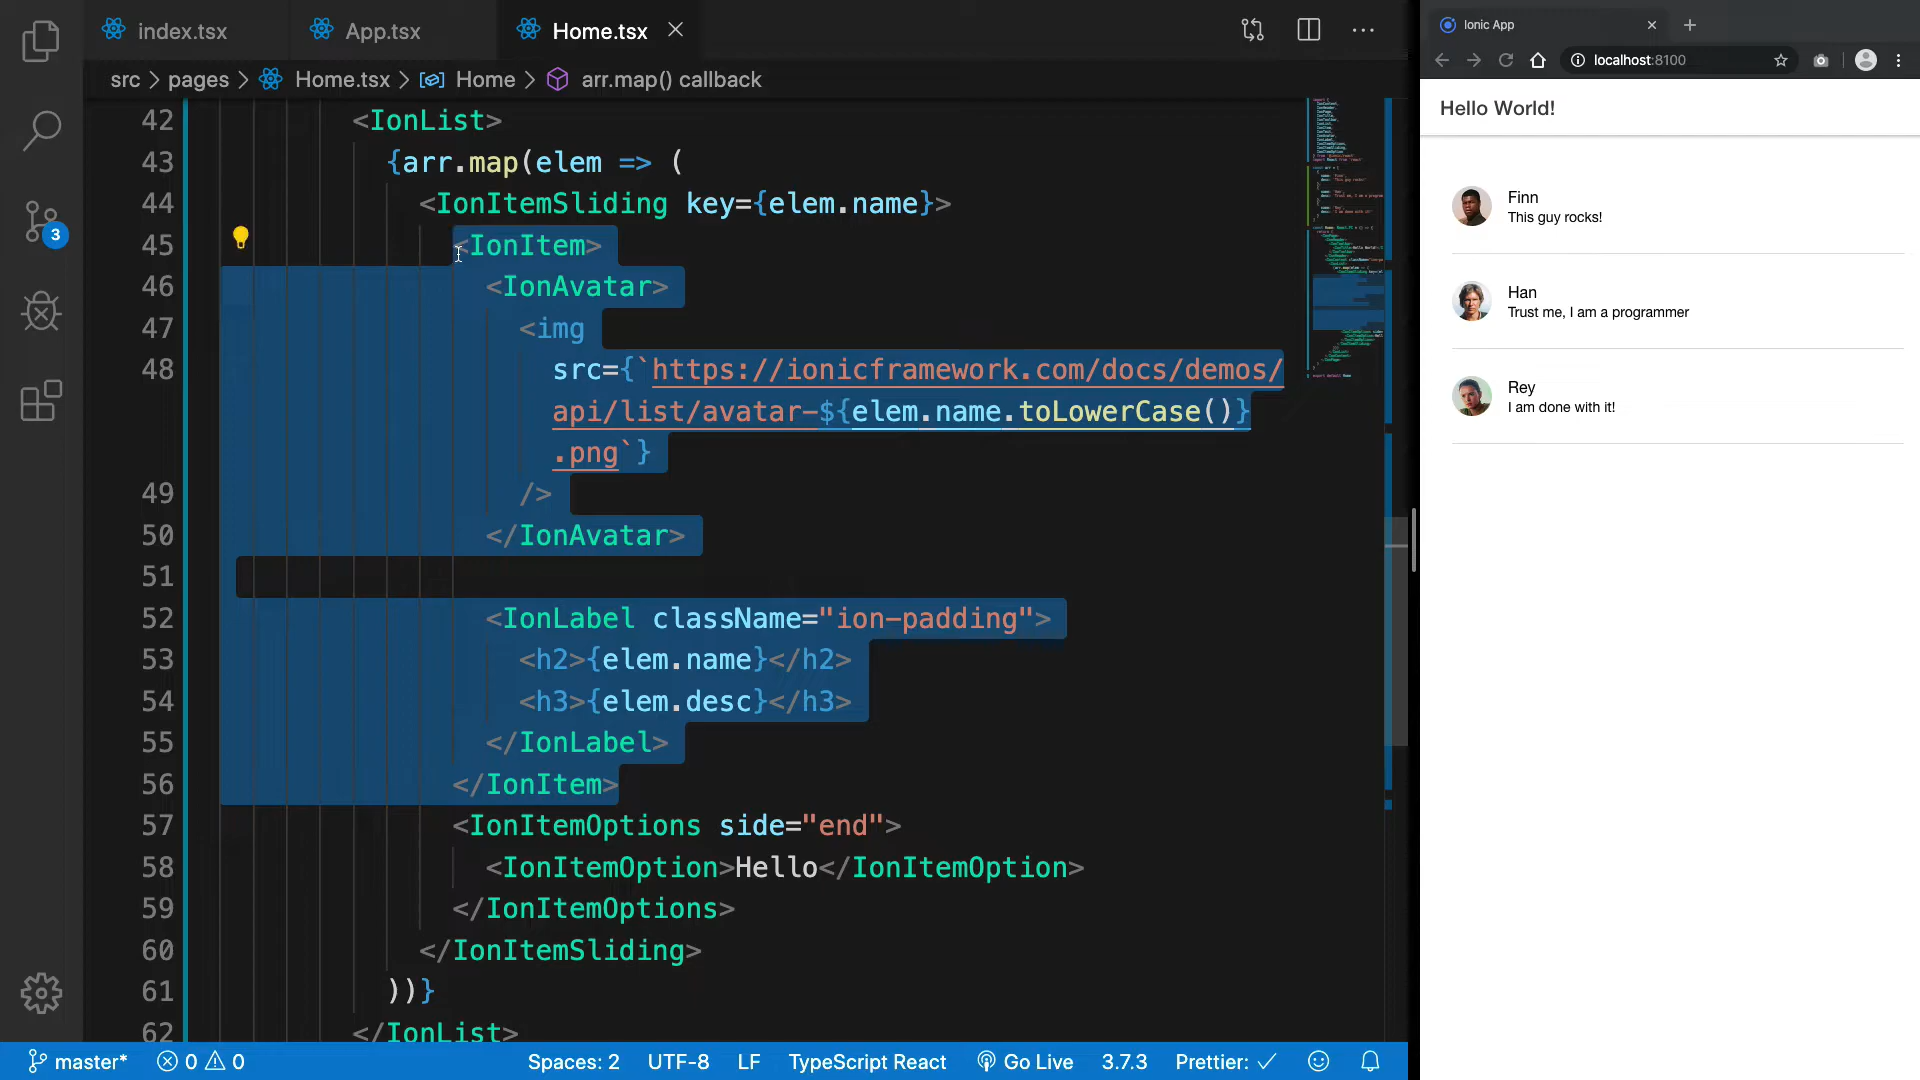 index.tsx
App.tsx
Home.tsx
src > pages > Home.tsx > Home > arr.map() callback
42 <IonList>
43 {arr.map(elem => (
44 <IonItemSliding key={elem.name}>
45 <IonItem>
46 <IonAvatar>
47 <img
48 src={`https://ionicframework.com/docs/demos/
api/list/avatar-${elem.name.toLowerCase()}
.png`}
49 />
50 </IonAvatar>
51
52 <IonLabel className="ion-padding">
53 <h2>{elem.name}</h2>
54 <h3>{elem.desc}</h3>
55 </IonLabel>
56 </IonItem>
57 <IonItemOptions side="end">
58 <IonItemOption>Hello</IonItemOption>
59 </IonItemOptions>
60 </IonItemSliding>
61 ))}
62 </IonList>
3
master* 0 0 Spaces: 2 UTF-8 LF TypeScript React Go Live 3.7.3 Prettier: ✓
Ionic App
localhost:8100
Hello World!
Finn
This guy rocks!
Han
Trust me, I am a programmer
Rey
I am done with it!